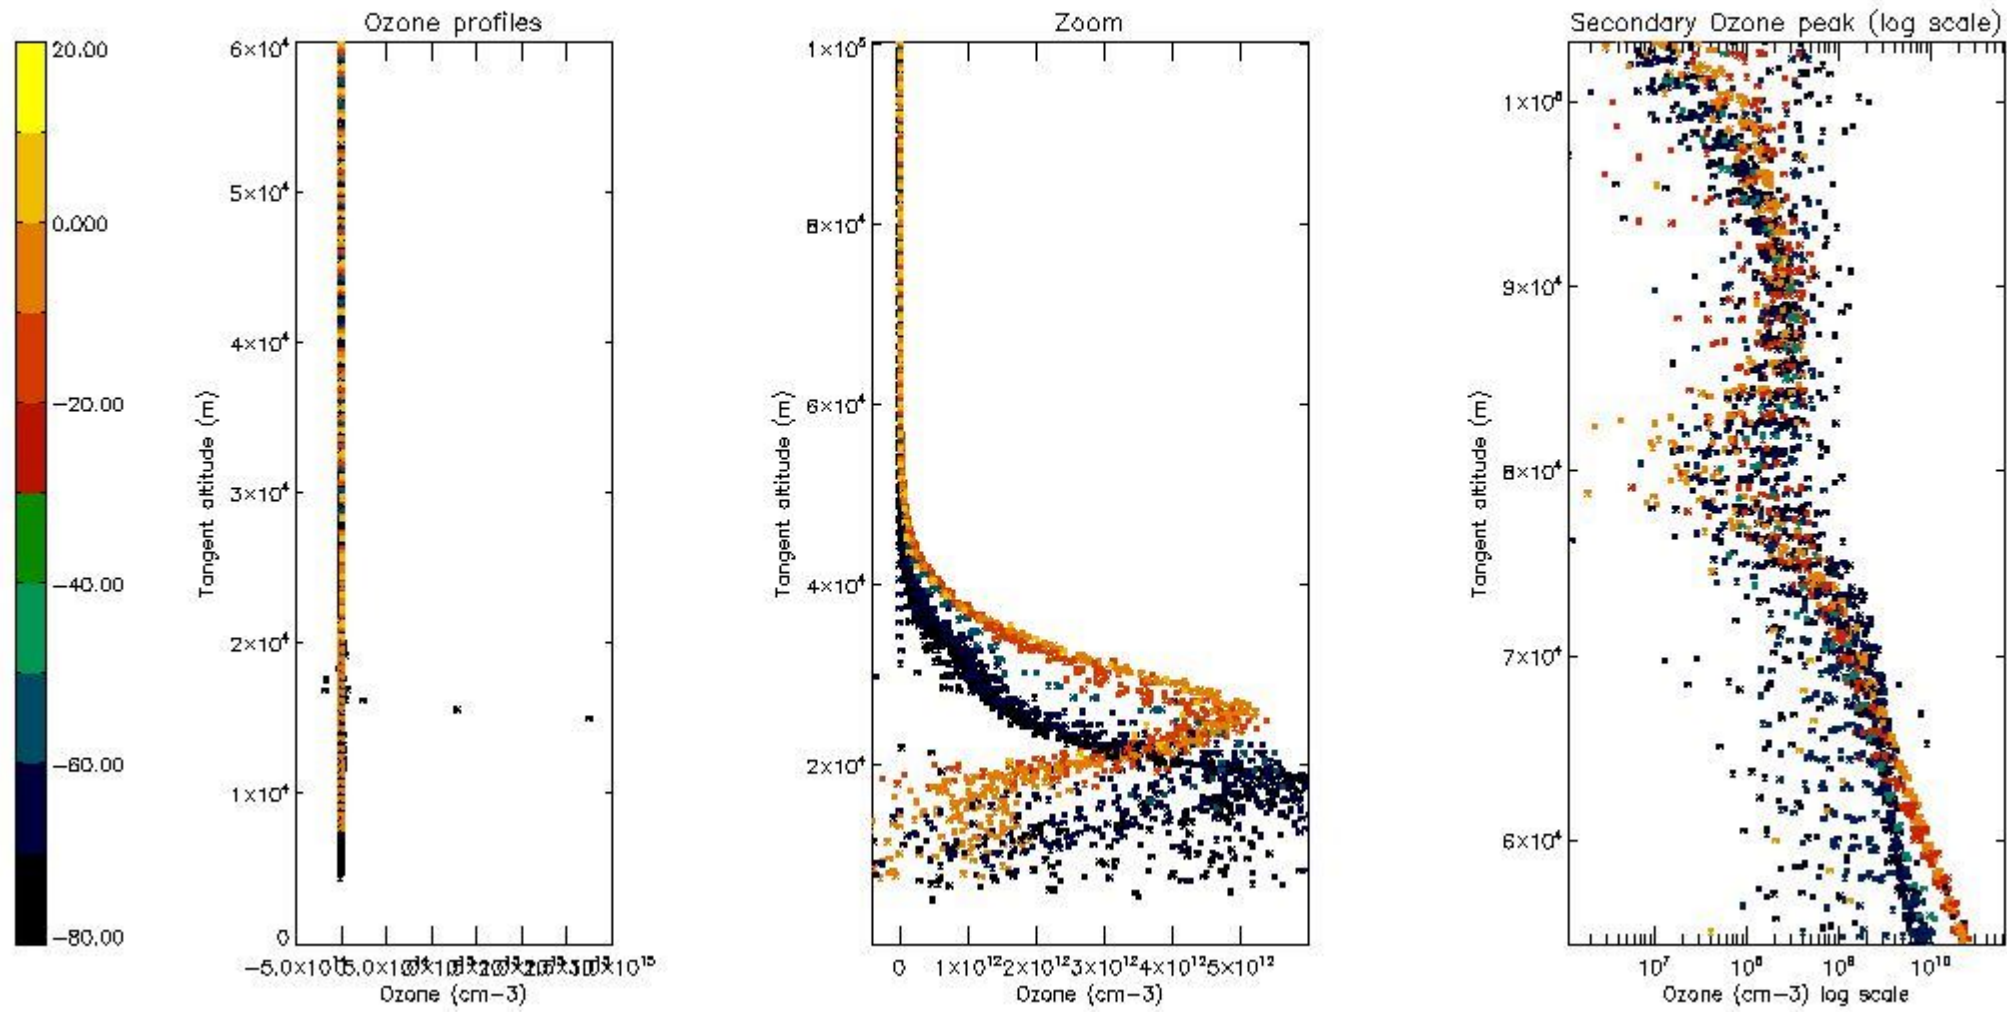 Ozone profiles
Zoom
Secondary Ozone peak (log scale)
20.00
0.000
−20.00
−40.00
−60.00
−80.00
6×10⁴
5×10⁴
4×10⁴
3×10⁴
2×10⁴
1×10⁴
0
Tangent altitude (m)
Ozone (cm−3)
1×10⁵
8×10⁴
6×10⁴
4×10⁴
2×10⁴
Tangent altitude (m)
0 1×10¹² 2×10¹² 3×10¹² 4×10¹² 5×10¹²
Ozone (cm−3)
1×10⁵
9×10⁴
8×10⁴
7×10⁴
6×10⁴
Tangent altitude (m)
10⁷ 10⁸ 10⁹ 10¹⁰
Ozone (cm−3) log scale